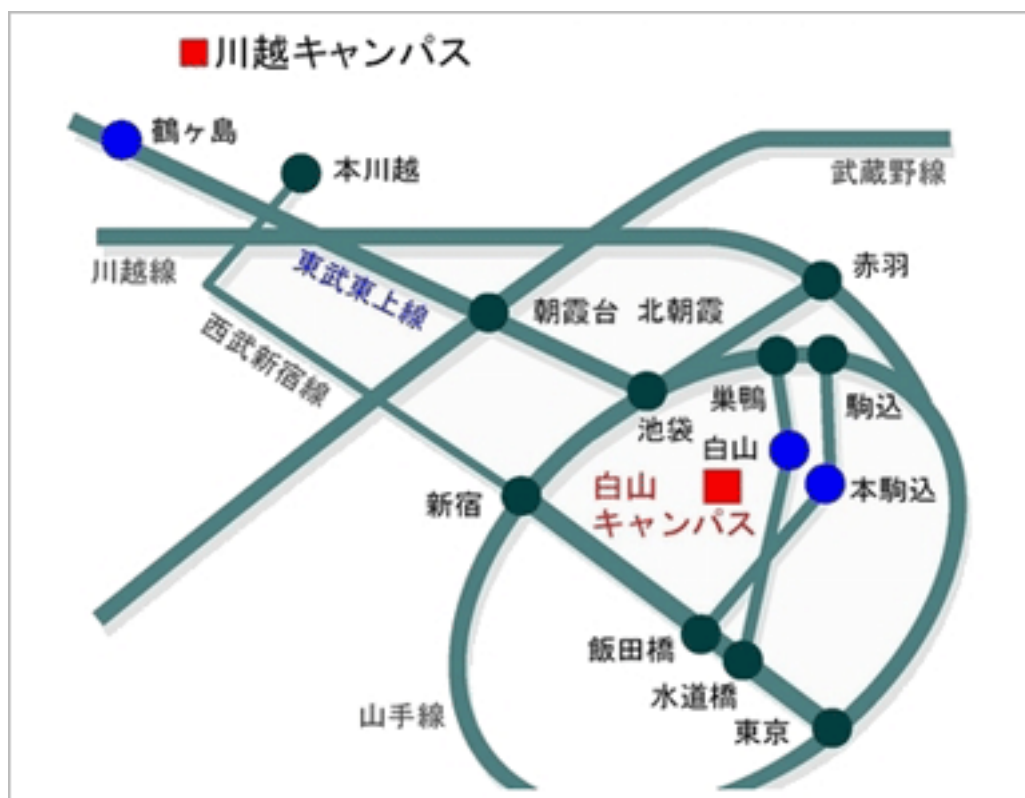 川越キャンパス
鶴ヶ島
本川越
武蔵野線
川越線
東武東上線
赤羽
朝霞台 北朝霞
西武新宿線
巣鴨
駒込
池袋
白山
本駒込
新宿
白山
キャンパス
飯田橋
水道橋
山手線
東京